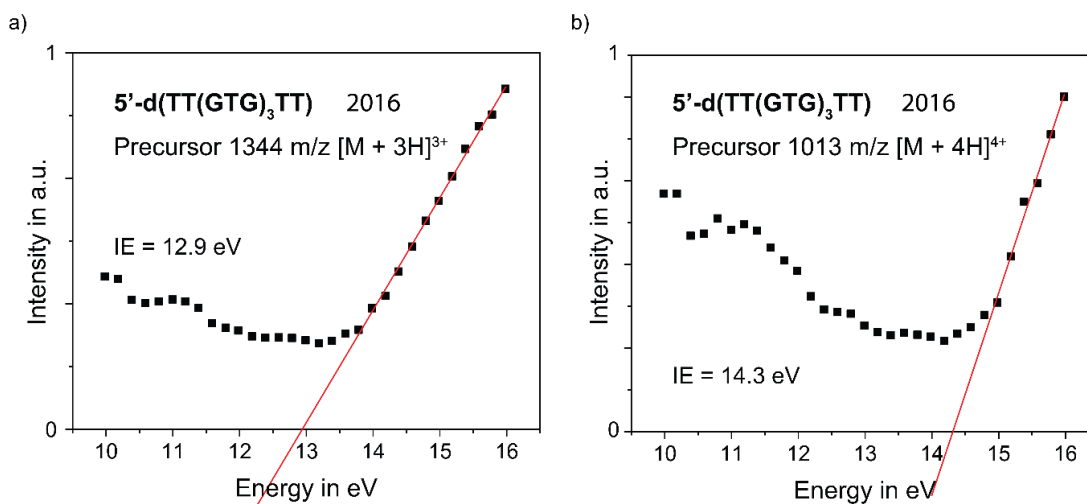 a)
1
5’-d(TT(GTG)₃TT) 2016
Precursor 1344 m/z [M + 3H]³⁺
IE = 12.9 eV
Intensity in a.u.
0
10 11 12 13 14 15 16
Energy in eV
b)
1
5’-d(TT(GTG)₃TT) 2016
Precursor 1013 m/z [M + 4H]⁴⁺
Intensity in a.u.
IE = 14.3 eV
0
10 11 12 13 14 15 16
Energy in eV